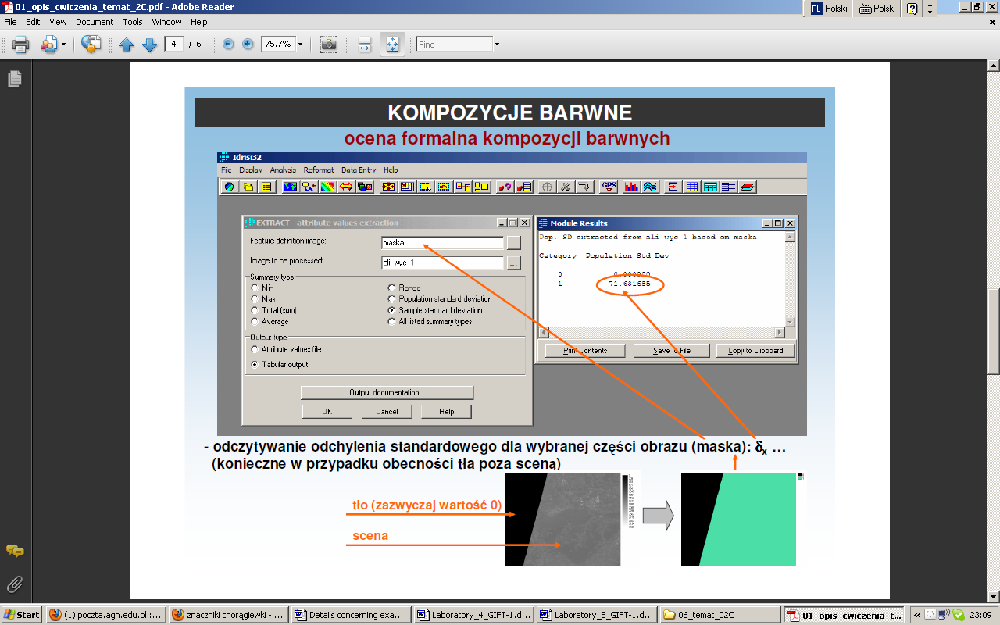 01_opis_cwiczenia_temat_2C.pdf - Adobe Reader
PL Polski Polski
File Edit View Document Tools Window Help
4 / 6 75.7% Find
KOMPOZYCJE BARWNE
ocena formalna kompozycji barwnych
Idrisi32
File Display Analysis Reformat Data Entry Help
GPS
EXTRACT - attribute values extraction
Feature definition image: maska ...
Image to be processed: ali_wyc_1 ...
Summary type:
Min Range
Max Population standard deviation
Total (sum) Sample standard deviation
Average All listed summary types
Output type:
Attribute values file:
Tabular output
Output documentation...
OK Cancel Help
Module Results
Pop. SD extracted from ali_wyc_1 based on maska
Category Population Std Dev
0 0.000000
1 71.631685
Print Contents Save to File Copy to Clipboard
- odczytywanie odchylenia standardowego dla wybranej części obrazu (maska): δx ...
(konieczne w przypadku obecności tła poza sceną)
tło (zazwyczaj wartość 0)
scena
Start (1) poczta.agh.edu.pl :... znaczniki chorągiewki - ... Details concerning exa... Laboratory_4_GIFT-1.d... Laboratory_5_GIFT-1.d... 06_temat_02C 01_opis_cwiczenia_t... « 23:09